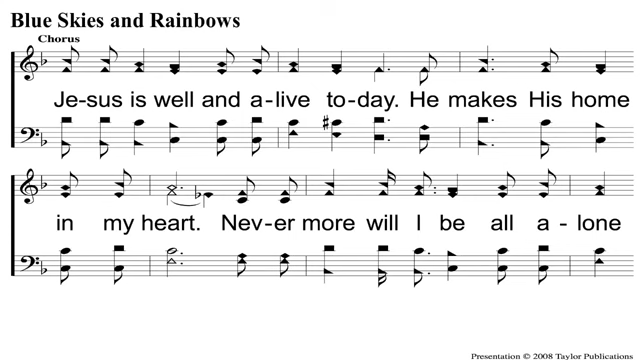 Blue Skies and Rainbows
Chorus
Je-sus is well and a-live to-day. He makes His home
in my heart. Nev-er more will I be all a-lone
Presentation © 2008 Taylor Publications